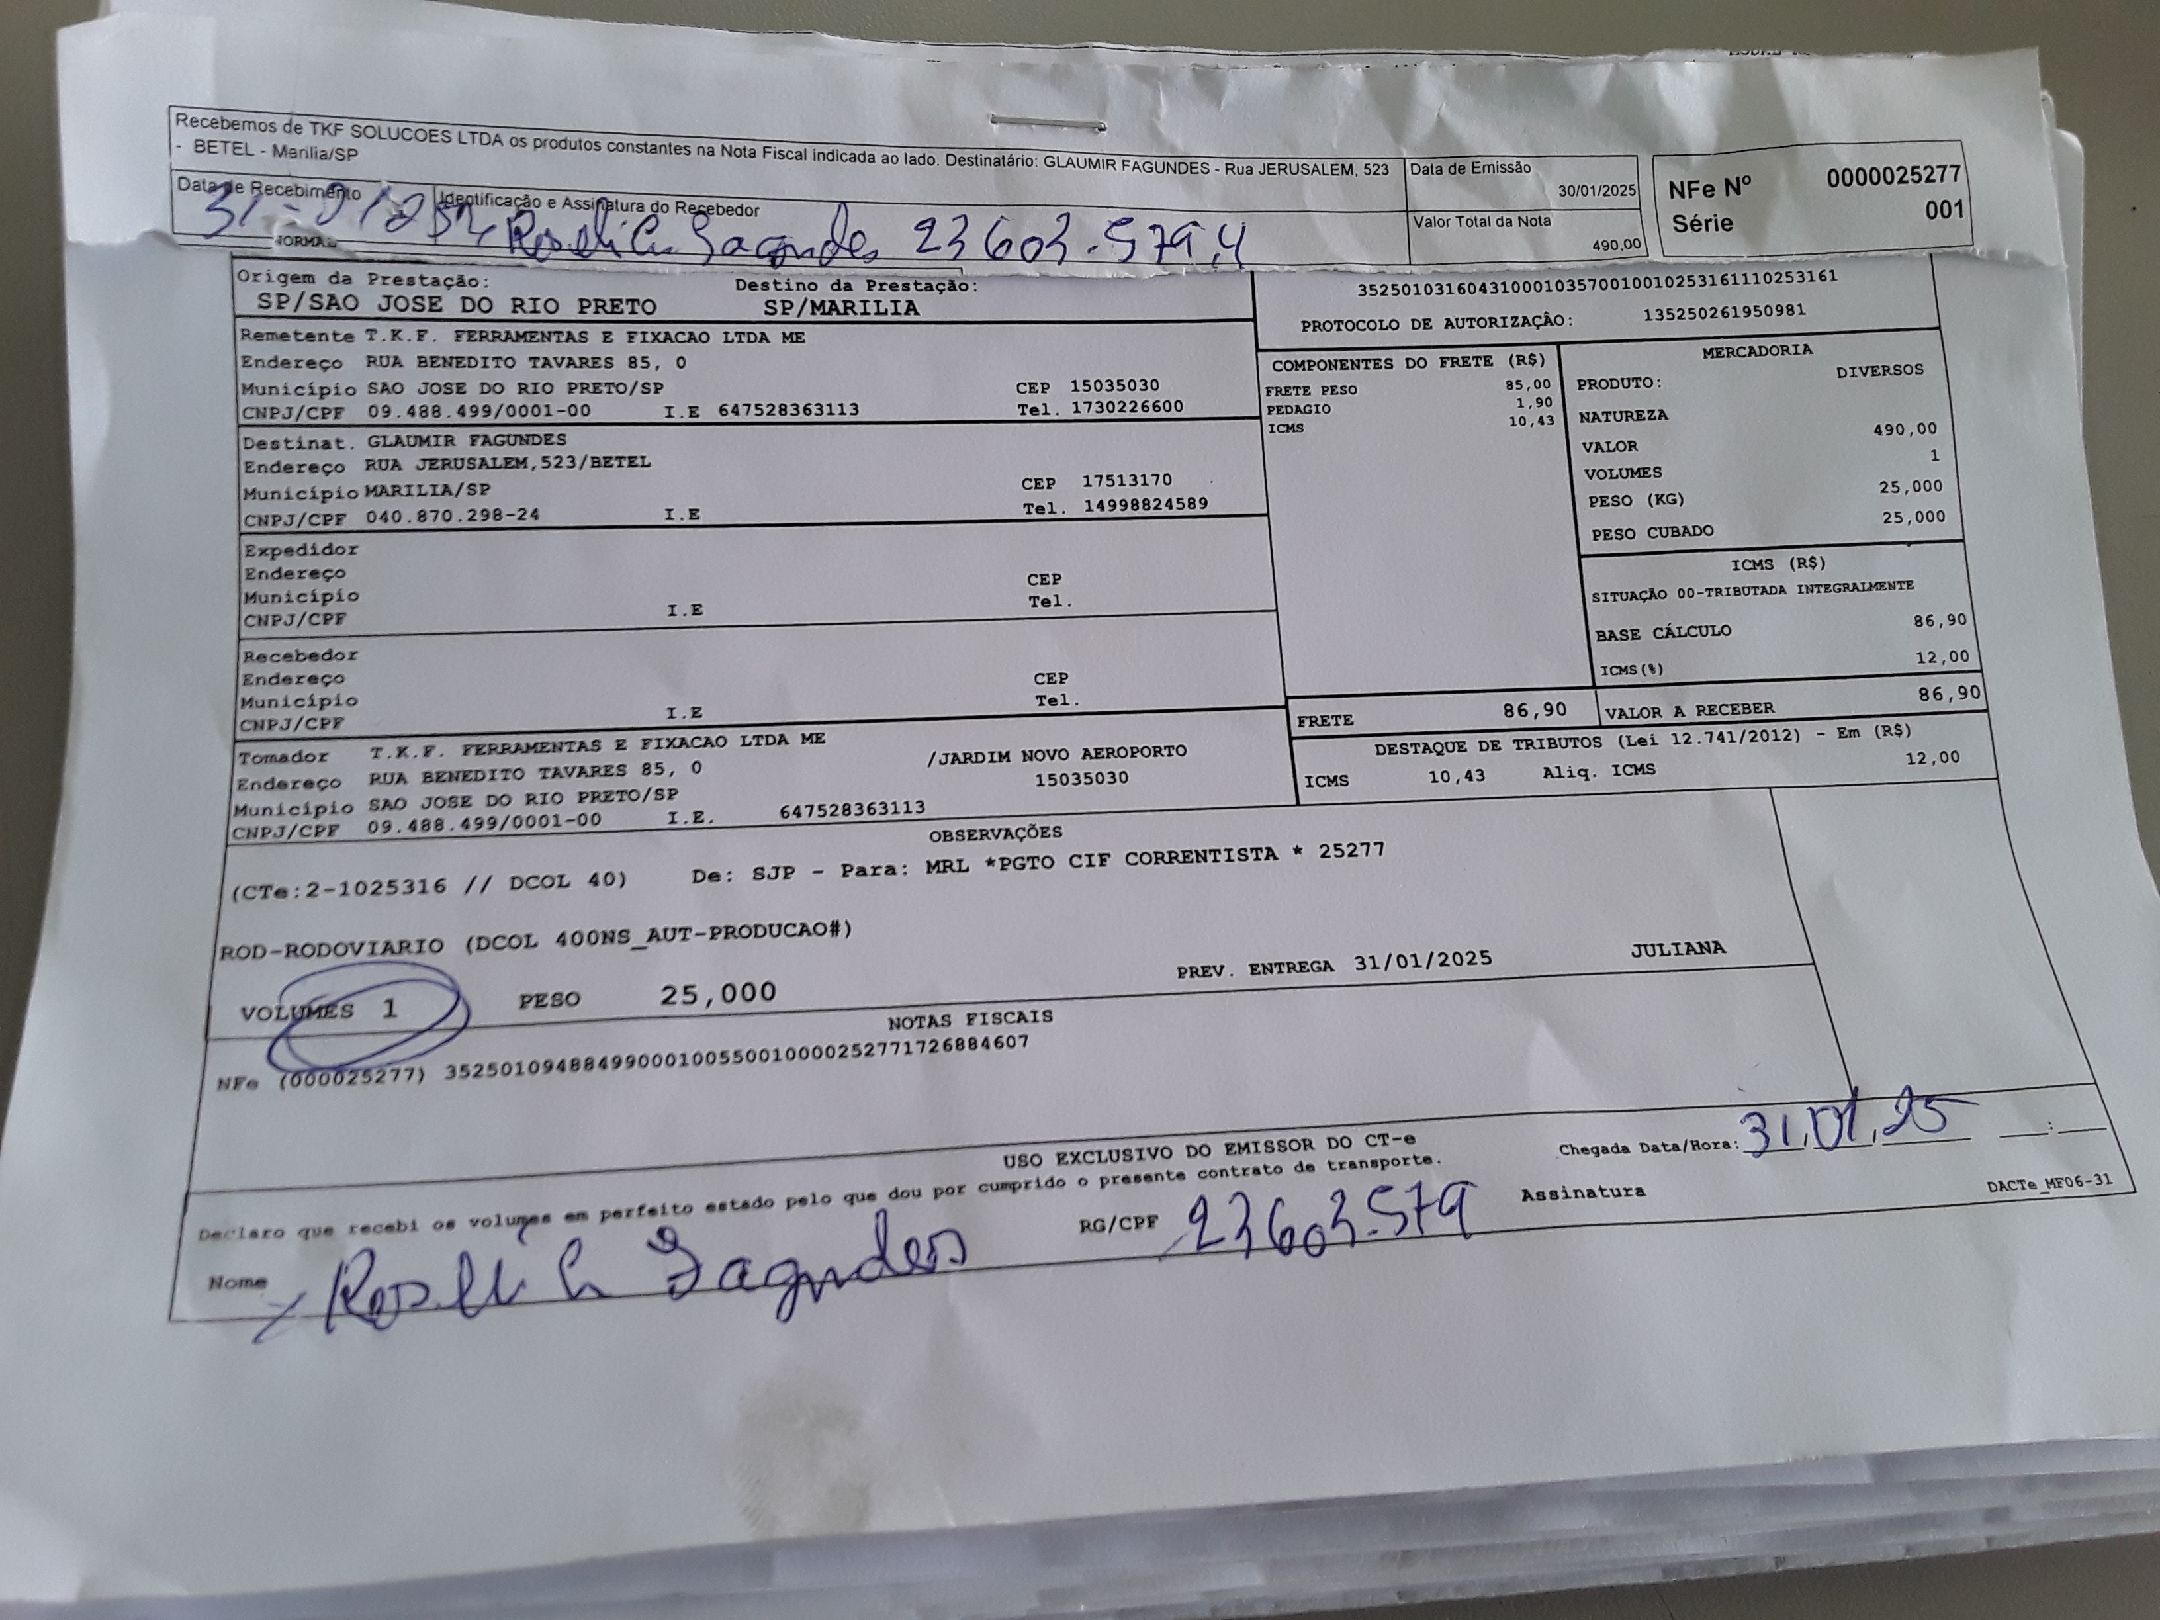 Recebemos de TKF SOLUCOES LTDA os produtos constantes na Nota Fiscal indicada ao lado. Destinatário: GLAUMIR FAGUNDES - Rua JERUSALEM, 523
- BETEL - Marilia/SP
Data de Recebimento
Identificação e Assinatura do Recebedor
Fagundes 23603.579,4
Data de Emissão
30/01/2025
Valor Total da Nota
490,00
NFe Nº 0000025277
Série 001
NORMAL
Origem da Prestação: Destino da Prestação:
SP/SAO JOSE DO RIO PRETO SP/MARILIA
Remetente T.K.F. FERRAMENTAS E FIXACAO LTDA ME
Endereço RUA BENEDITO TAVARES 85, 0
Município SAO JOSE DO RIO PRETO/SP CEP 15035030
CNPJ/CPF 09.488.499/0001-00 I.E 647528363113 Tel. 1730226600
Destinat. GLAUMIR FAGUNDES
Endereço RUA JERUSALEM,523/BETEL
Município MARILIA/SP CEP 17513170
CNPJ/CPF 040.870.298-24 I.E Tel. 14998824589
Expedidor
Endereço
Município CEP
CNPJ/CPF I.E Tel.
Recebedor
Endereço
Município CEP
CNPJ/CPF I.E Tel.
Tomador T.K.F. FERRAMENTAS E FIXACAO LTDA ME
Endereço RUA BENEDITO TAVARES 85, 0 /JARDIM NOVO AEROPORTO
Município SAO JOSE DO RIO PRETO/SP 15035030
CNPJ/CPF 09.488.499/0001-00 I.E. 647528363113
35250103160431000103570010010253161110253161
PROTOCOLO DE AUTORIZAÇÂO: 135250261950981
COMPONENTES DO FRETE (R$)
FRETE PESO 85,00
PEDAGIO 1,90
ICMS 10,43
MERCADORIA
PRODUTO: DIVERSOS
NATUREZA
VALOR 490,00
VOLUMES 1
PESO (KG) 25,000
PESO CUBADO 25,000
ICMS (R$)
SITUAÇÃO 00-TRIBUTADA INTEGRALMENTE
BASE CÁLCULO 86,90
ICMS(%) 12,00
FRETE 86,90 VALOR A RECEBER 86,90
DESTAQUE DE TRIBUTOS (Lei 12.741/2012) - Em (R$)
ICMS 10,43 Aliq. ICMS 12,00
OBSERVAÇÕES
(CTe:2-1025316 // DCOL 40) De: SJP - Para: MRL *PGTO CIF CORRENTISTA * 25277
ROD-RODOVIARIO (DCOL 400NS_AUT-PRODUCAO#)
VOLUMES 1 PESO 25,000 PREV. ENTREGA 31/01/2025 JULIANA
NOTAS FISCAIS
NFe (000025277) 35250109488499000100550010000252771726884607
USO EXCLUSIVO DO EMISSOR DO CT-e
Declaro que recebi os volumes em perfeito estado pelo que dou por cumprido o presente contrato de transporte.
Chegada Data/Hora: 31,01,25 __:__
Nome Fagundes RG/CPF 23603.579 Assinatura
DACTe_MF06-31